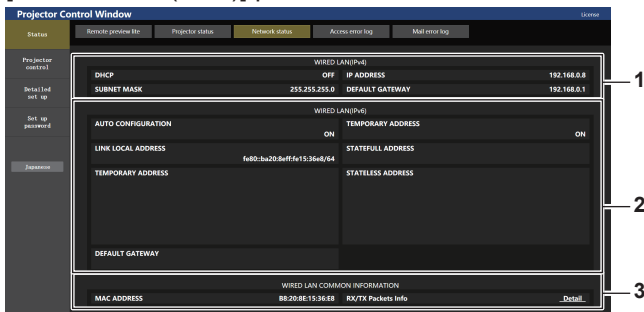 Projector Control Window
License
Status
Remote preview lite
Projector status
Network status
Access error log
Mail error log
Projector
control
Detailed
set up
Set up
password
Japanese
WIRED LAN(IPv4)
DHCP OFF IP ADDRESS 192.168.0.8
SUBNET MASK 255.255.255.0 DEFAULT GATEWAY 192.168.0.1
1
WIRED LAN(IPv6)
AUTO CONFIGURATION TEMPORARY ADDRESS
ON ON
LINK LOCAL ADDRESS STATEFULL ADDRESS
fe80::ba20:8eff:fe15:36e8/64
TEMPORARY ADDRESS STATELESS ADDRESS
2
DEFAULT GATEWAY
WIRED LAN COMMON INFORMATION
MAC ADDRESS B8:20:8E:15:36:E8 RX/TX Packets Info Detail
3